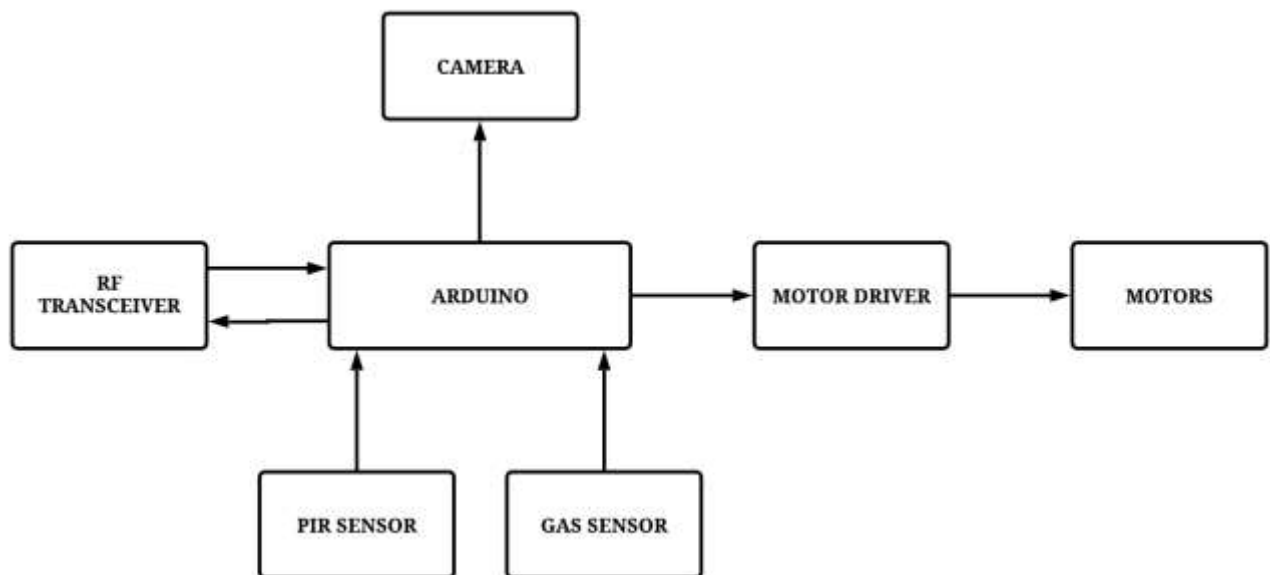 CAMERA
RF
TRANSCEIVER
ARDUINO
MOTOR DRIVER
MOTORS
PIR SENSOR
GAS SENSOR